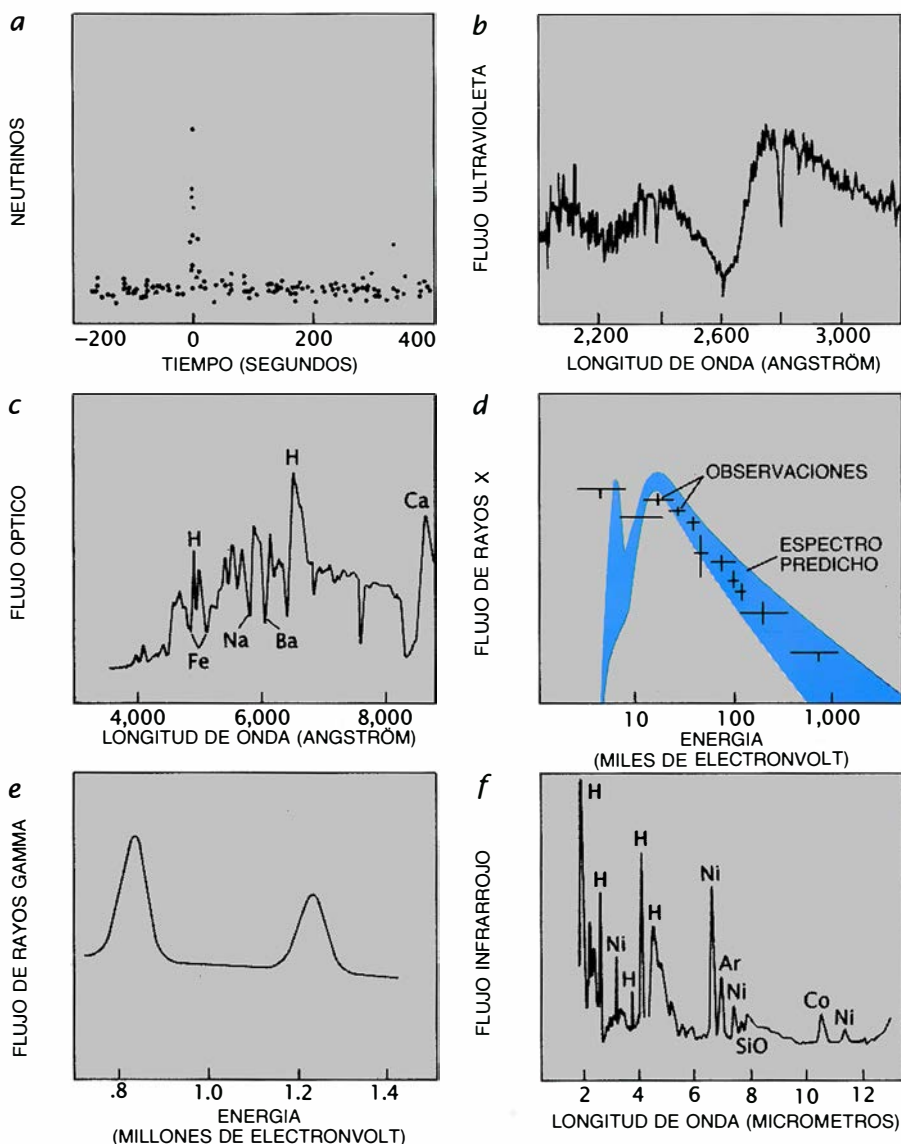 a
NEUTRINOS
-200 0 200 400
TIEMPO (SEGUNDOS)
b
FLUJO ULTRAVIOLETA
2,200 2,600 3,000
LONGITUD DE ONDA (ANGSTRÖM)
c
FLUJO OPTICO
H
H
Ca
Fe
Na
Ba
4,000 6,000 8,000
LONGITUD DE ONDA (ANGSTRÖM)
d
FLUJO DE RAYOS X
OBSERVACIONES
ESPECTRO
PREDICHO
10 100 1,000
ENERGIA
(MILES DE ELECTRONVOLT)
e
FLUJO DE RAYOS GAMMA
.8 1.0 1.2 1.4
ENERGIA
(MILLONES DE ELECTRONVOLT)
f
FLUJO INFRARROJO
H
H
Ni
H
H
H
Ni
Ar
Ni
SiO
Co
Ni
2 4 6 8 10 12
LONGITUD DE ONDA (MICROMETROS)